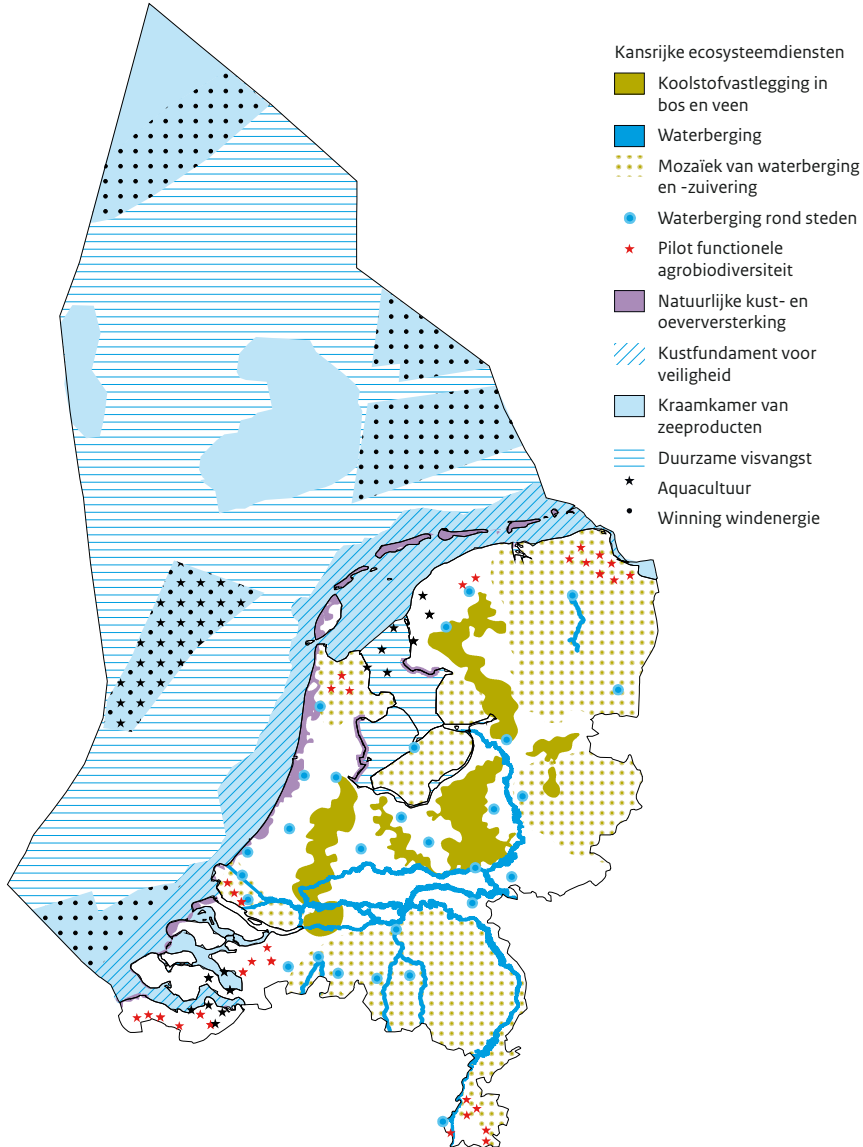 Kansrijke ecosysteemdiensten
Koolstofvastlegging in
bos en veen
Waterberging
Mozaïek van waterberging
en -zuivering
Waterberging rond steden
Pilot functionele
agrobiodiversiteit
Natuurlijke kust- en
oeverversterking
Kustfundament voor
veiligheid
Kraamkamer van
zeeproducten
Duurzame visvangst
Aquacultuur
Winning windenergie